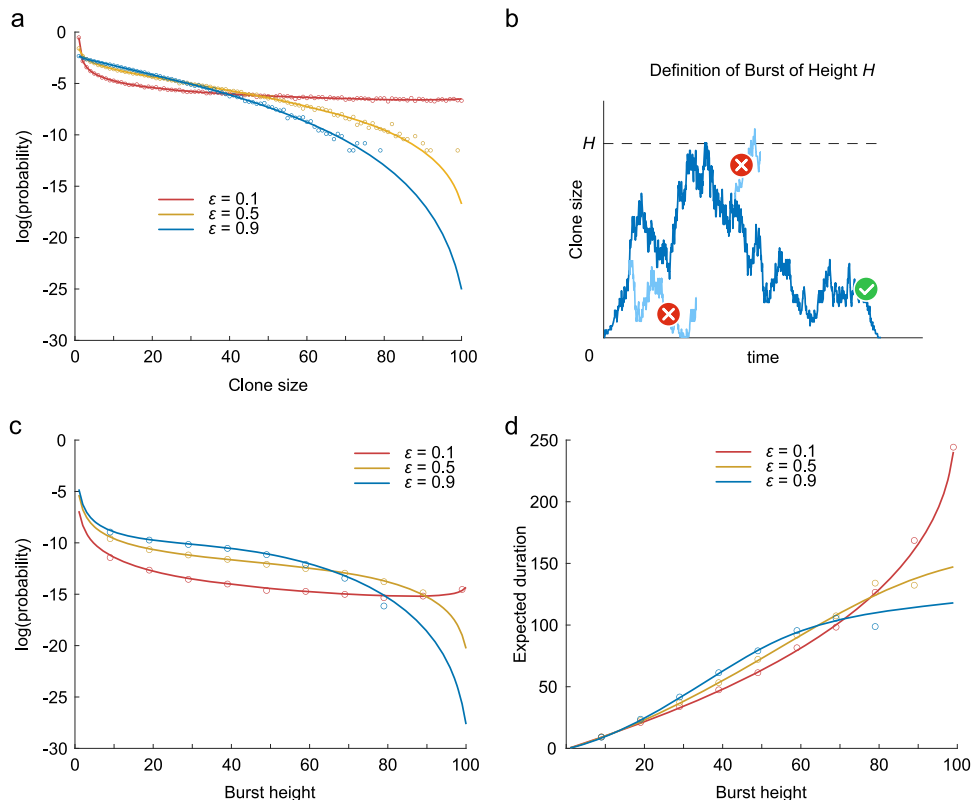 a
0
-5
-10
-15
-20
-25
-30
log(probability)
ε = 0.1
ε = 0.5
ε = 0.9
0
20
40
60
80
100
Clone size
b
Definition of Burst of Height H
H
Clone size
0
time
c
0
-5
-10
-15
-20
-25
-30
log(probability)
ε = 0.1
ε = 0.5
ε = 0.9
0
20
40
60
80
100
Burst height
d
250
200
150
100
50
0
Expected duration
ε = 0.1
ε = 0.5
ε = 0.9
0
20
40
60
80
100
Burst height